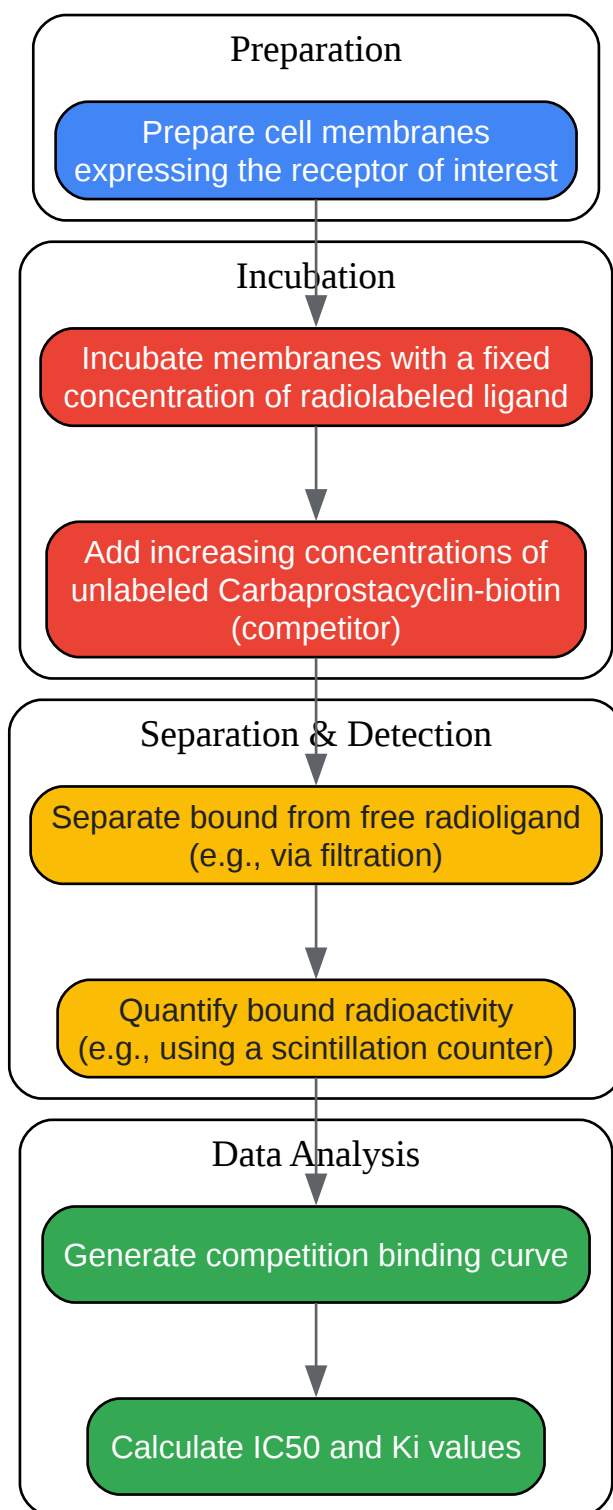 Preparation
Prepare cell membranes
expressing the receptor of interest
Incubation
Incubate membranes with a fixed
concentration of radiolabeled ligand
Add increasing concentrations of
unlabeled Carbaprostacyclin-biotin
(competitor)
Separation & Detection
Separate bound from free radioligand
(e.g., via filtration)
Quantify bound radioactivity
(e.g., using a scintillation counter)
Data Analysis
Generate competition binding curve
Calculate IC50 and Ki values